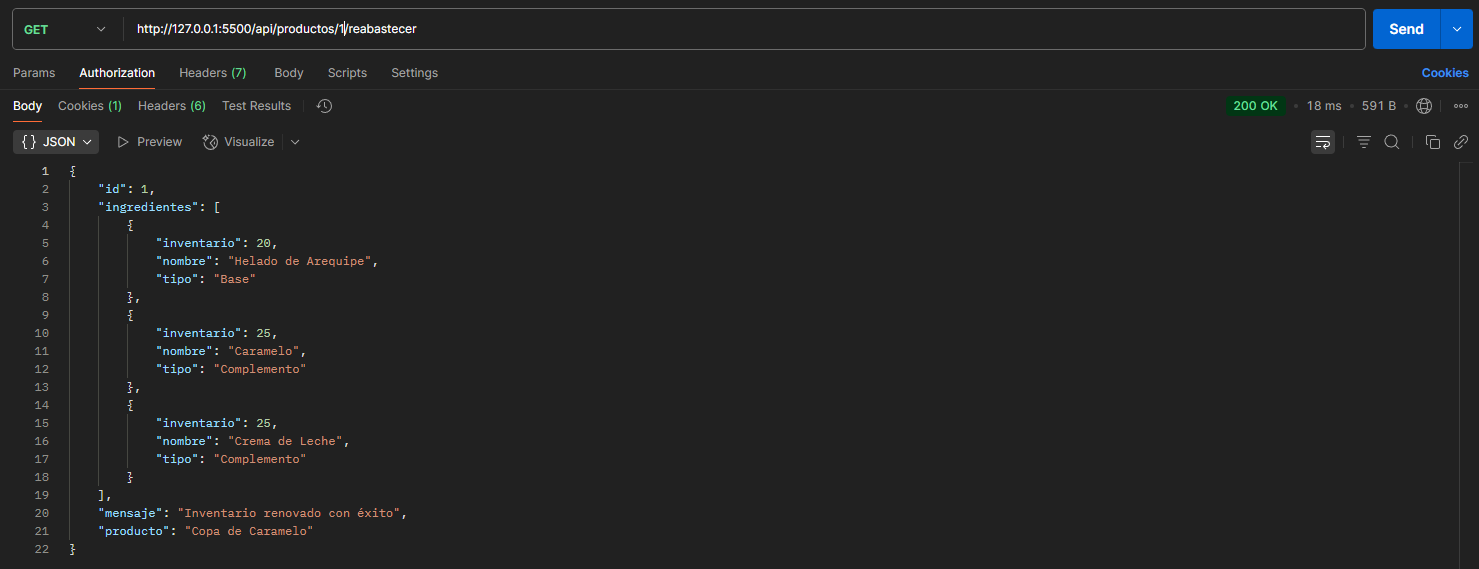 GET http://127.0.0.1:5500/api/productos/1/reabastecer Send
Params Authorization Headers (7) Body Scripts Settings Cookies
Body Cookies (1) Headers (6) Test Results 200 OK • 18 ms • 591 B •
{ } JSON Preview Visualize
1 {
2 "id": 1,
3 "ingredientes": [
4 {
5 "inventario": 20,
6 "nombre": "Helado de Arequipe",
7 "tipo": "Base"
8 },
9 {
10 "inventario": 25,
11 "nombre": "Caramelo",
12 "tipo": "Complemento"
13 },
14 {
15 "inventario": 25,
16 "nombre": "Crema de Leche",
17 "tipo": "Complemento"
18 }
19 ],
20 "mensaje": "Inventario renovado con éxito",
21 "producto": "Copa de Caramelo"
22 }